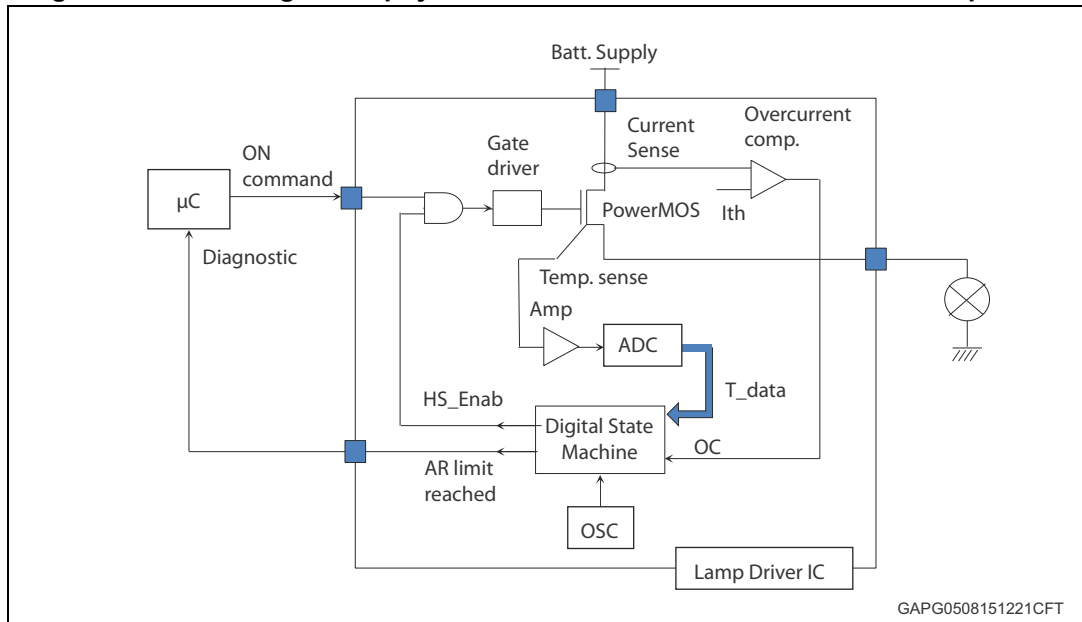 Batt. Supply
Overcurrent
comp.
Current
Sense
Gate
driver
ON
command
µC
Ith
PowerMOS
Diagnostic
Temp. sense
Amp
ADC
T_data
HS_Enab
Digital State
Machine
OC
AR limit
reached
OSC
Lamp Driver IC
GAPG0508151221CFT